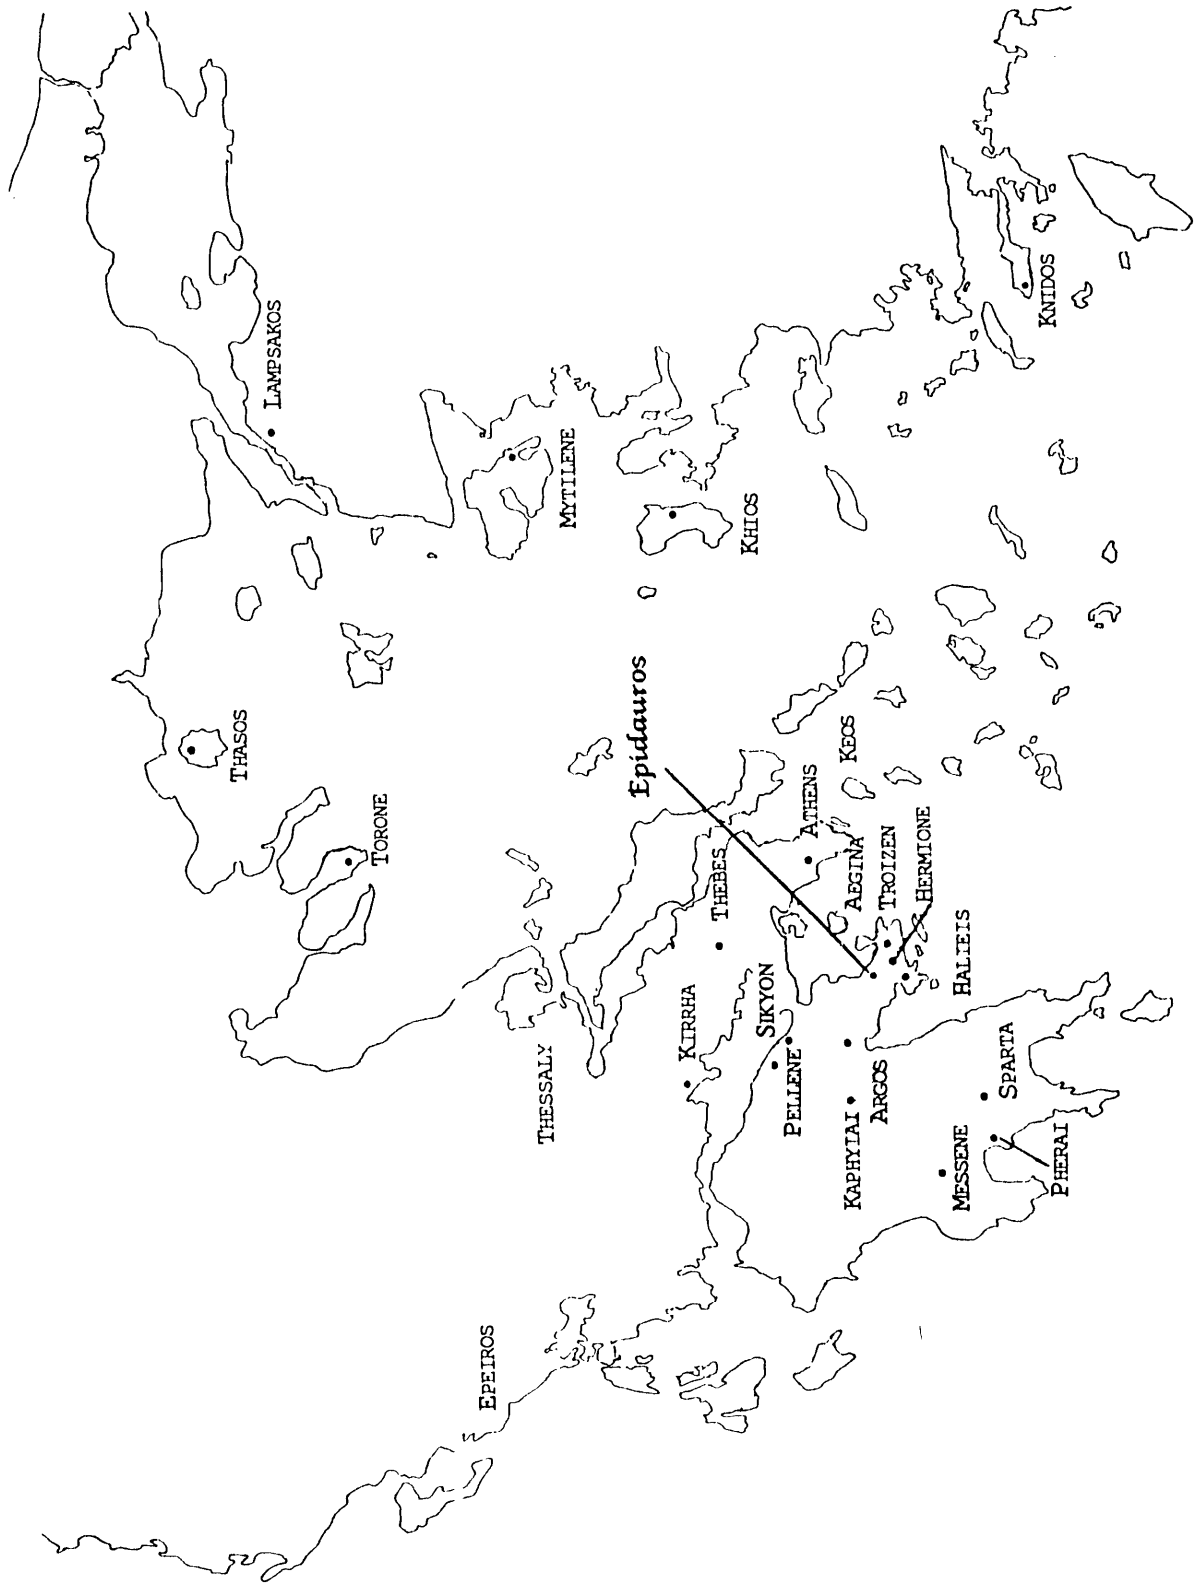 LAMPSAKOS
THASOS
TORONE
MYTILENE
KHIOS
KNIDOS
Epidauros
THESSALY
EPEIROS
THEBES
KIRRHA
ATHENS
KEOS
AEGINA
TROIZEN
HERMIONE
HALIEIS
SIKYON
PELLENE
ARGOS
KAPHYIAI
SPARTA
MESSENE
PHERAI